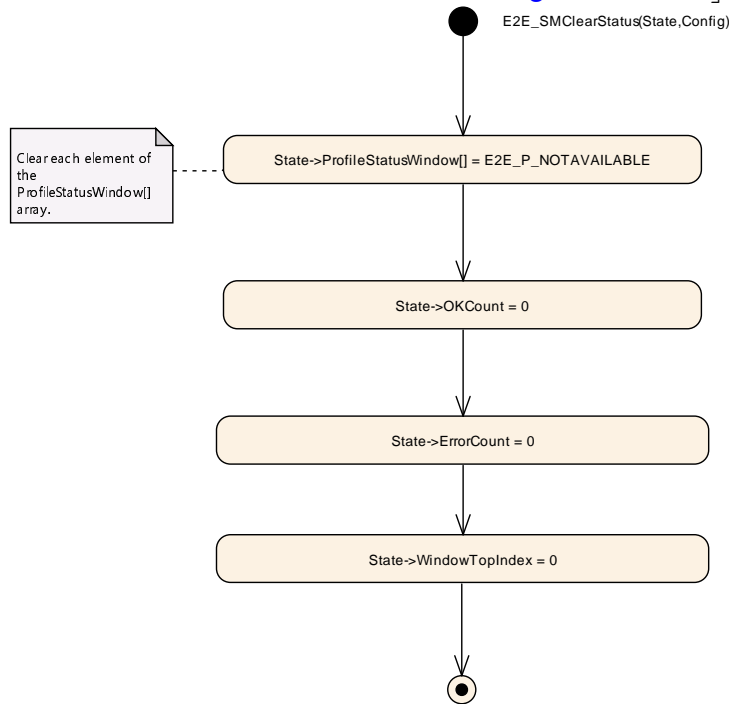 E2E_SMClearStatus(State,Config)
Clear each element of
the
ProfileStatusWindow[]
array.
State->ProfileStatusWindow[] = E2E_P_NOTAVAILABLE
State->OKCount = 0
State->ErrorCount = 0
State->WindowTopIndex = 0